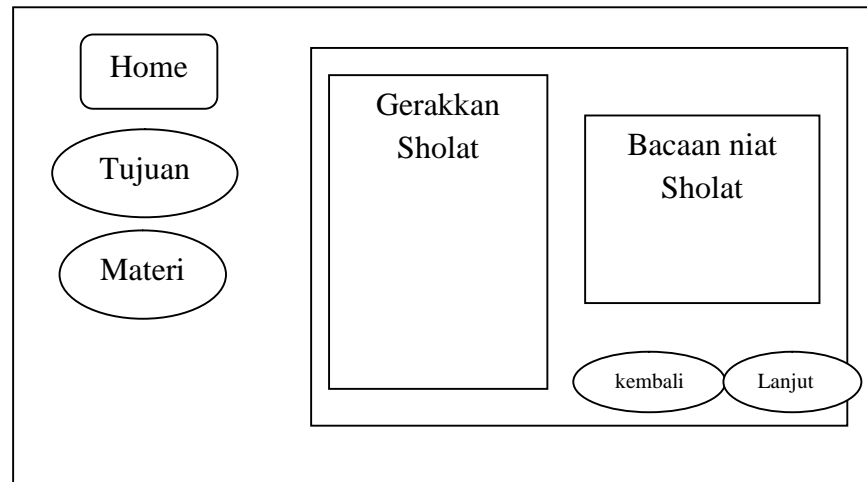 Home
Tujuan
Materi
Gerakkan
Sholat
Bacaan niat
Sholat
kembali
Lanjut